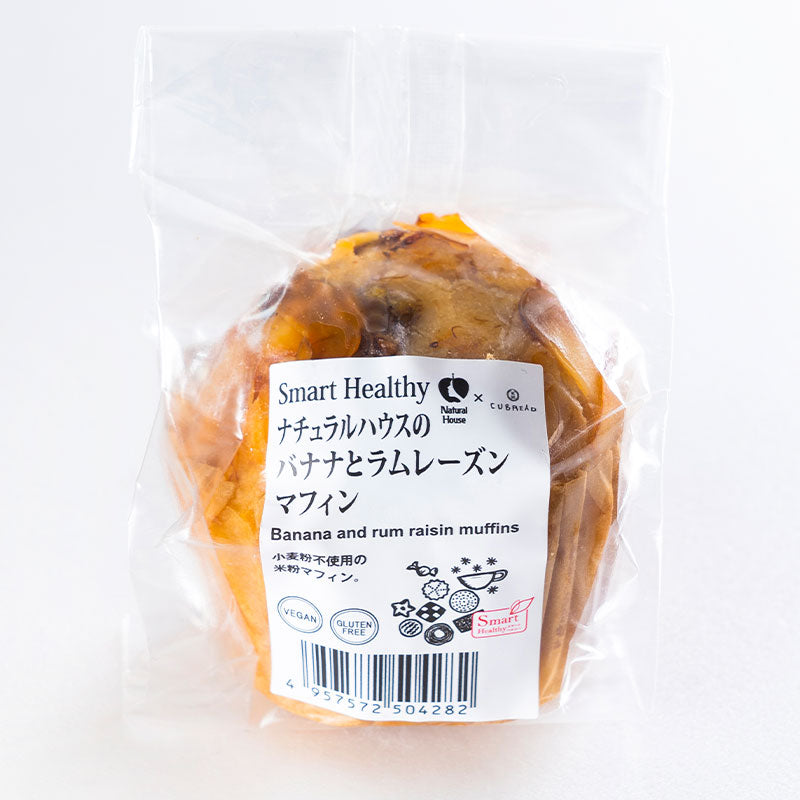 Smart Healthy
Natural
House
×
CUBREAD
ナチュラルハウスの
バナナとラムレーズン
マフィン
Banana and rum raisin muffins
小麦粉不使用の
米粉マフィン。
VEGAN
GLUTEN
FREE
Smart
Healthy
4 957572 504282